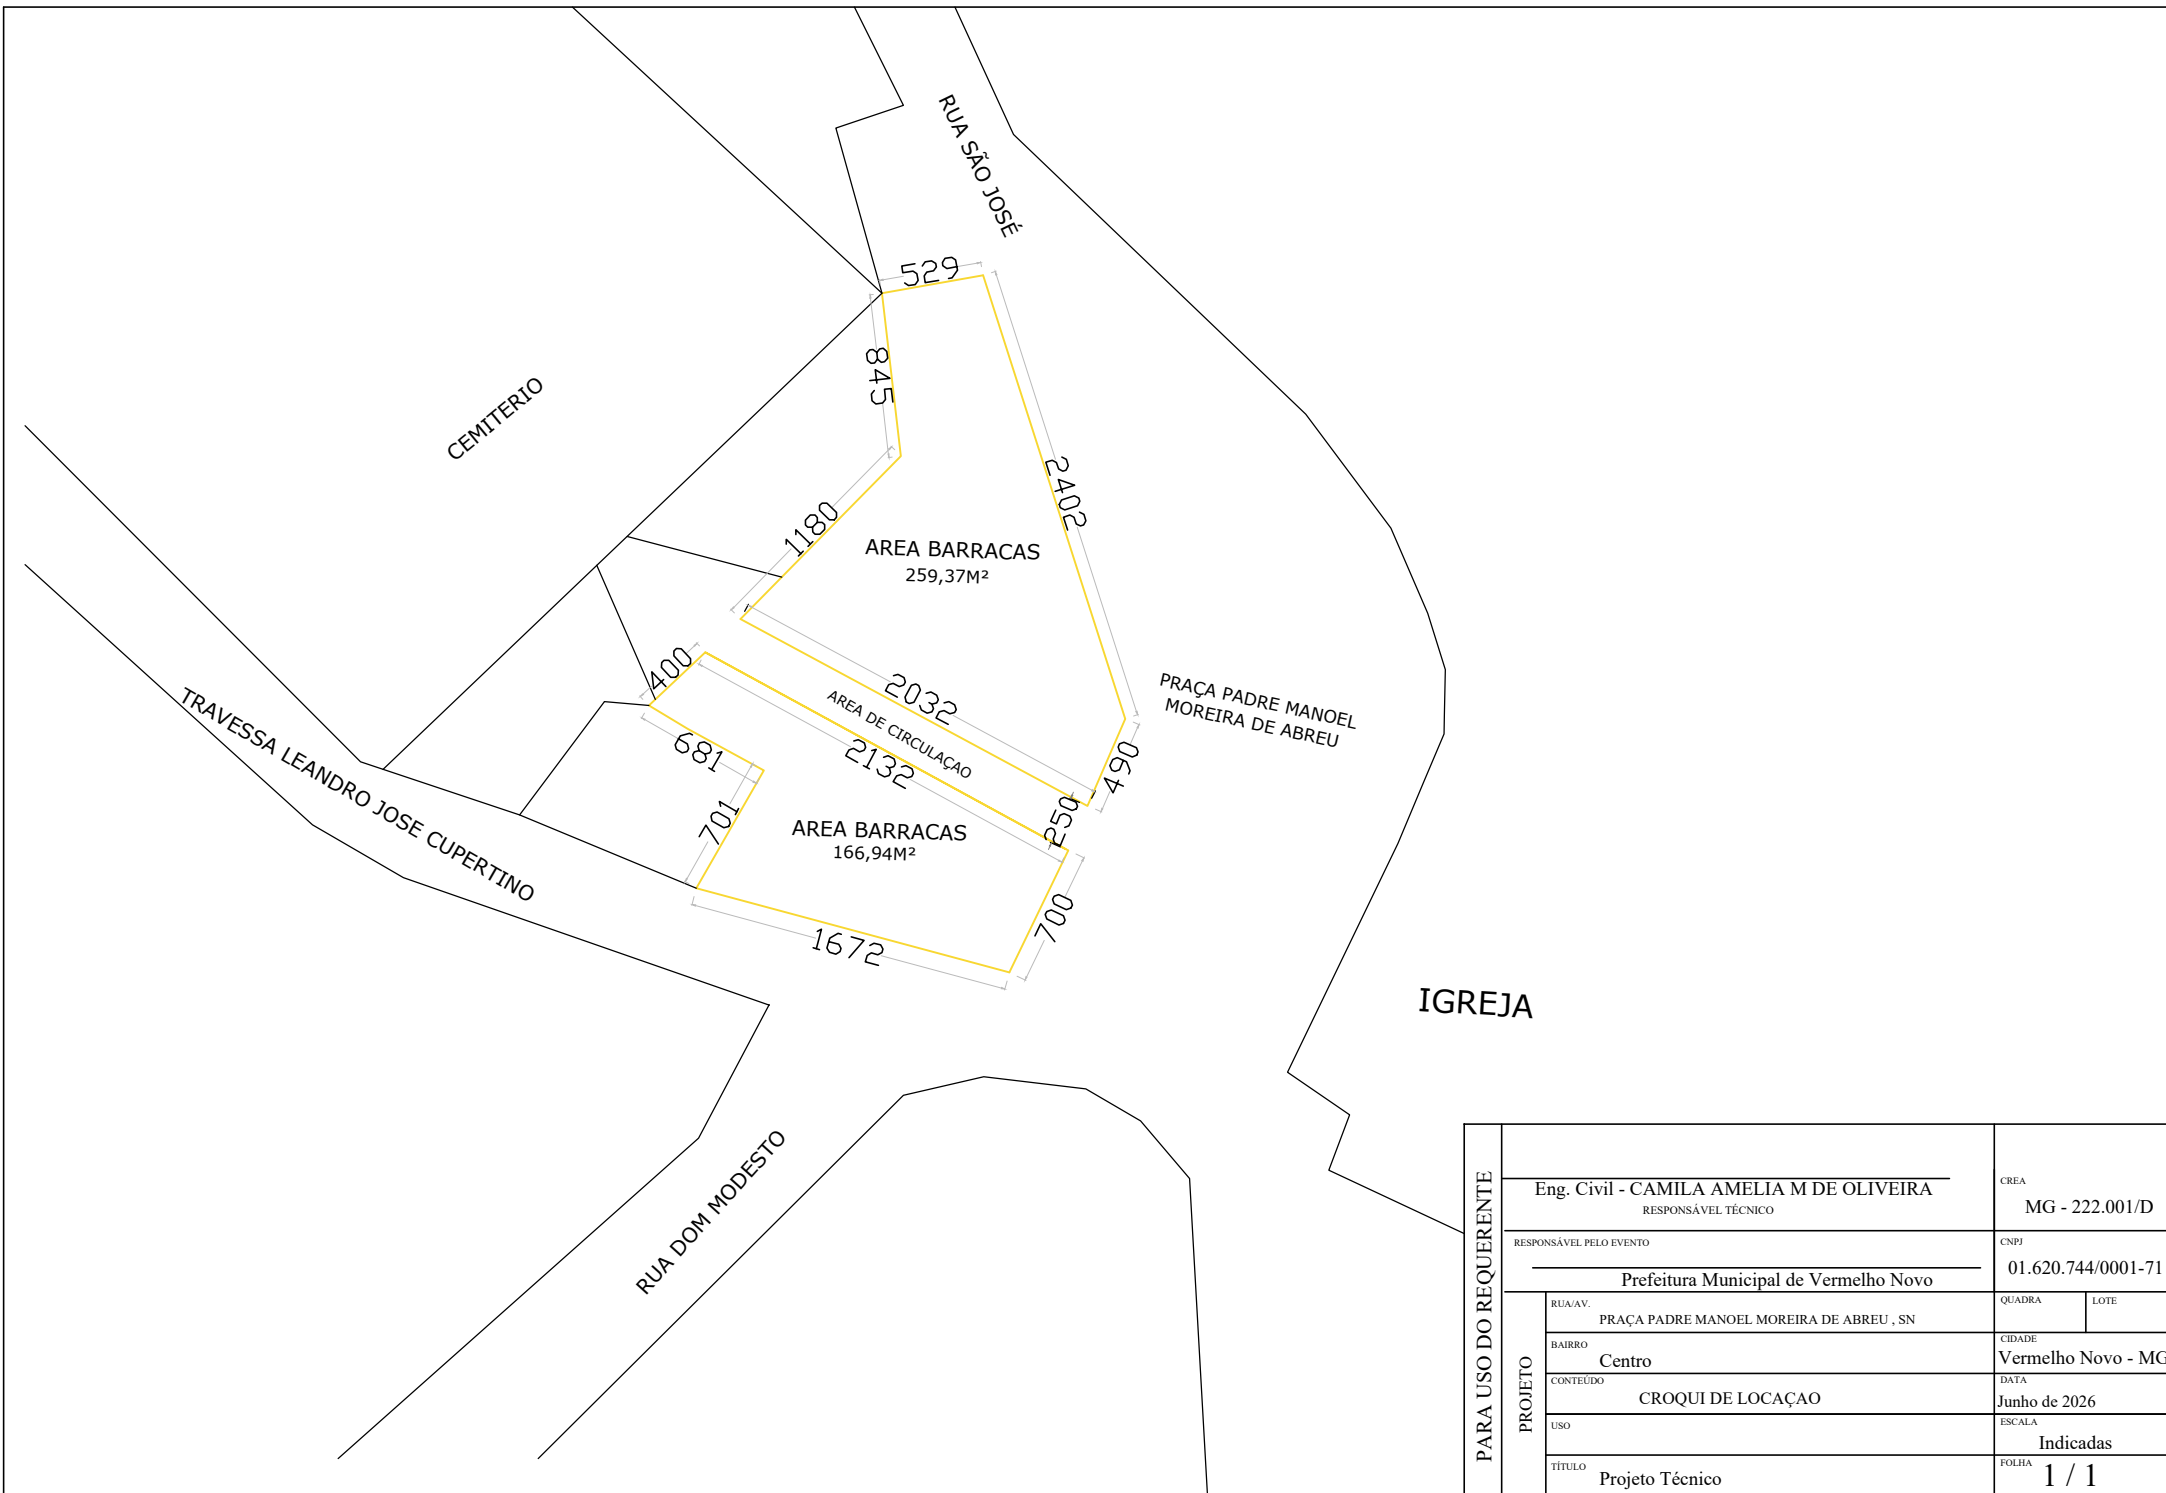 RUA SÃO JOSÉ
529
845
CEMITERIO
2402
1180
AREA BARRACAS
259,37M²
400
2032
PRAÇA PADRE MANOEL
MOREIRA DE ABREU
AREA DE CIRCULAÇAO
TRAVESSA LEANDRO JOSE CUPERTINO
681
2132
490
250
701
AREA BARRACAS
166,94M²
700
1672
IGREJA
RUA DOM MODESTO
PARA USO DO REQUERENTE
Eng. Civil - CAMILA AMELIA M DE OLIVEIRA
RESPONSÁVEL TÉCNICO
CREA
MG - 222.001/D
RESPONSÁVEL PELO EVENTO
Prefeitura Municipal de Vermelho Novo
CNPJ
01.620.744/0001-71
PROJETO
RUA/AV.
PRAÇA PADRE MANOEL MOREIRA DE ABREU , SN
QUADRA
LOTE
BAIRRO
Centro
CIDADE
Vermelho Novo - MG
CONTEÚDO
CROQUI DE LOCAÇAO
DATA
Junho de 2026
USO
ESCALA
Indicadas
TÍTULO
Projeto Técnico
FOLHA
1 / 1